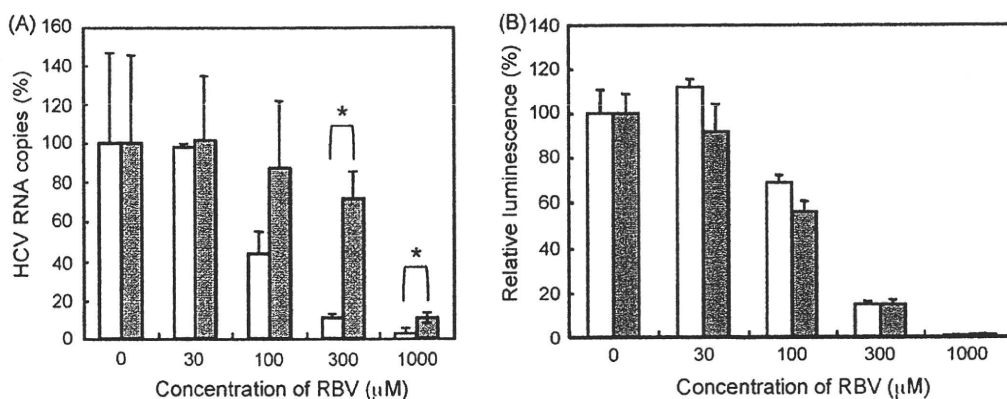 (A)
HCV RNA copies (%)
160
140
120
100
80
60
40
20
0
*
*
0 30 100 300 1000
Concentration of RBV (μM)
(B)
Relative luminescence (%)
140
120
100
80
60
40
20
0
0 30 100 300 1000
Concentration of RBV (μM)